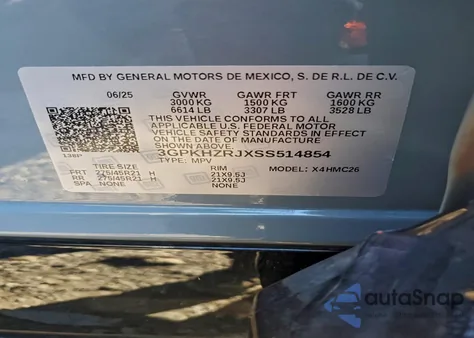 MFD BY GENERAL MOTORS DE MEXICO, S. DE R.L. DE C.V.
06/25 GVWR GAWR FRT GAWR RR
3000 KG 1500 KG 1600 KG
6614 LB 3307 LB 3528 LB
THIS VEHICLE CONFORMS TO ALL
APPLICABLE U.S. FEDERAL MOTOR
VEHICLE SAFETY STANDARDS IN
EFFECT ON THE DATE OF
MANUFACTURE SHOWN ABOVE.
3GPKHZRJXSS514854
138P TYPE: MPV MODEL: X4HMC26
TIRE SIZE RIM
FRT 275/45R21 H 21X9.5J
RR 275/45R21 H 21X9.5J
SPA NONE NONE
autoSnap